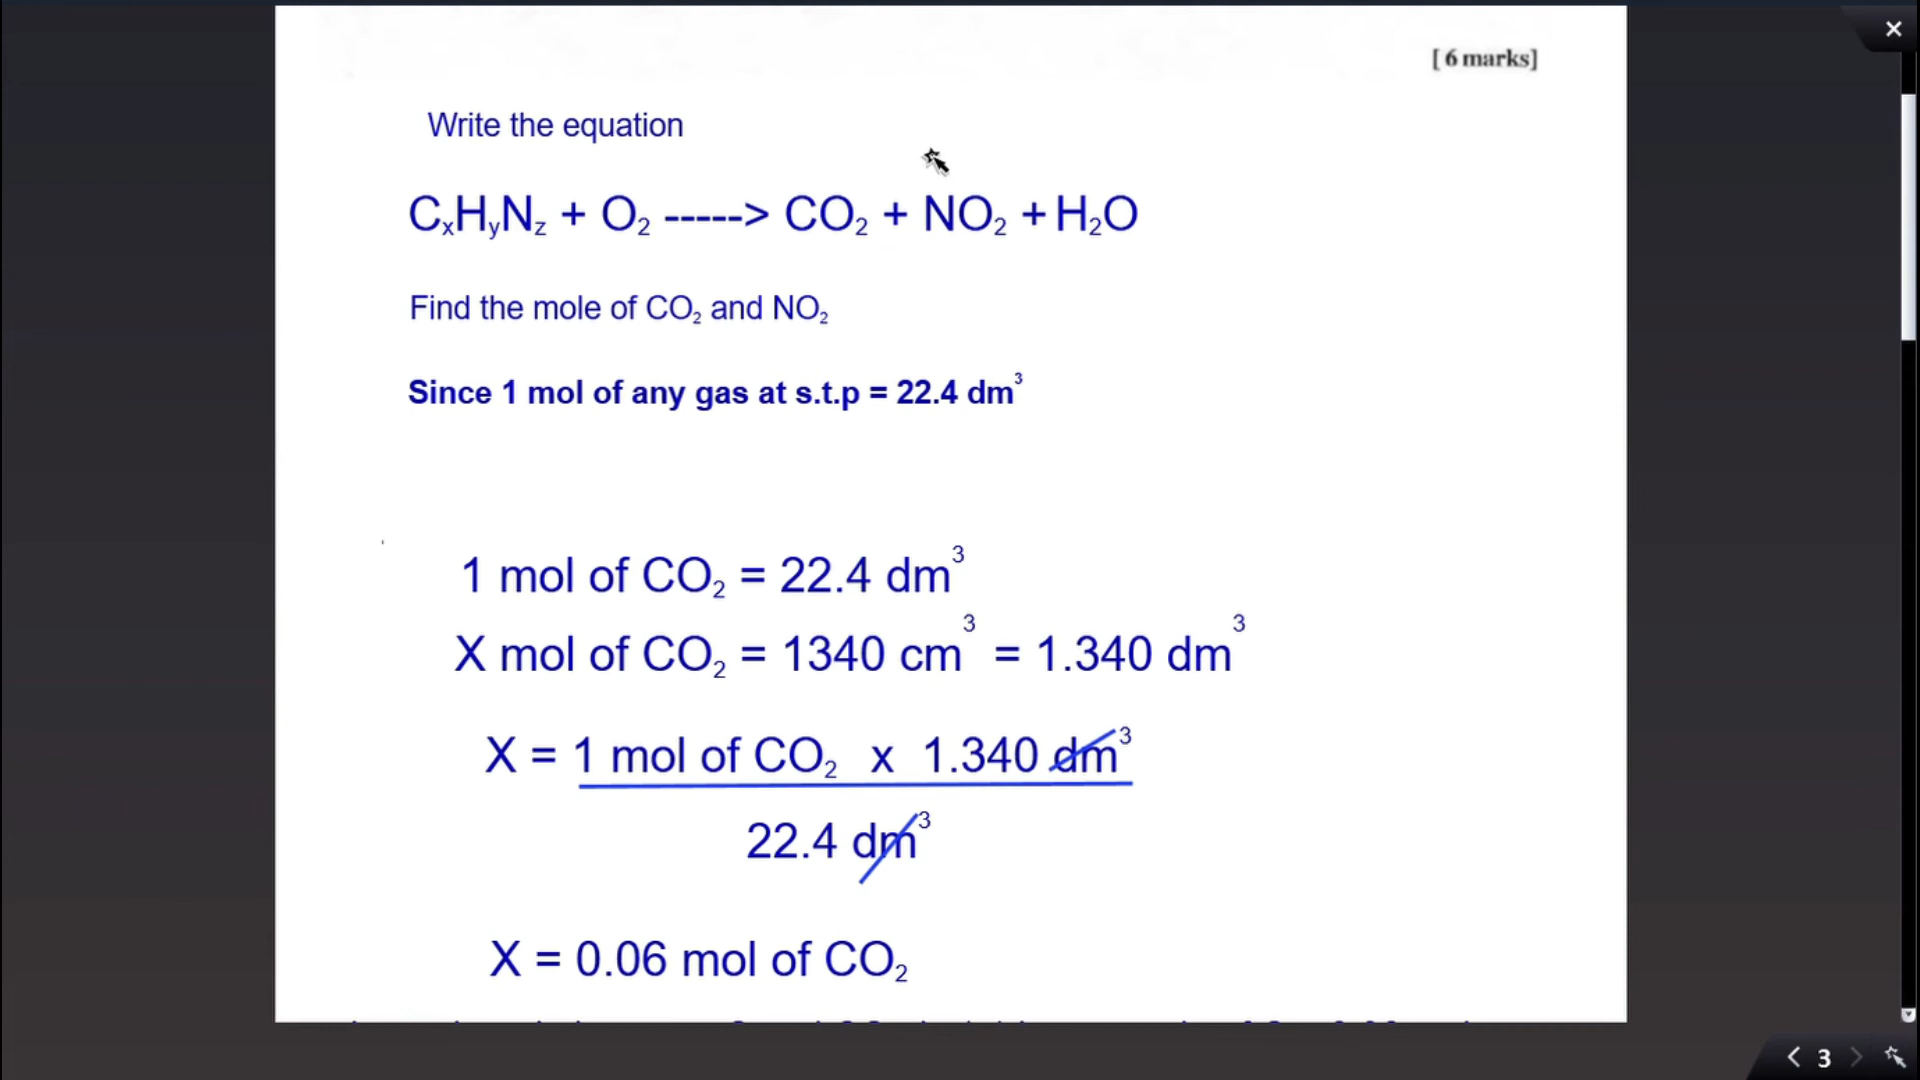 [ 6 marks]
Write the equation
CₓHᵧN_z + O₂ -----> CO₂ + NO₂ + H₂O
Find the mole of CO₂ and NO₂
Since 1 mol of any gas at s.t.p = 22.4 dm³
1 mol of CO₂ = 22.4 dm³
X mol of CO₂ = 1340 cm³ = 1.340 dm³
X = 1 mol of CO₂ x 1.340 dm³
22.4 dm³
X = 0.06 mol of CO₂
3